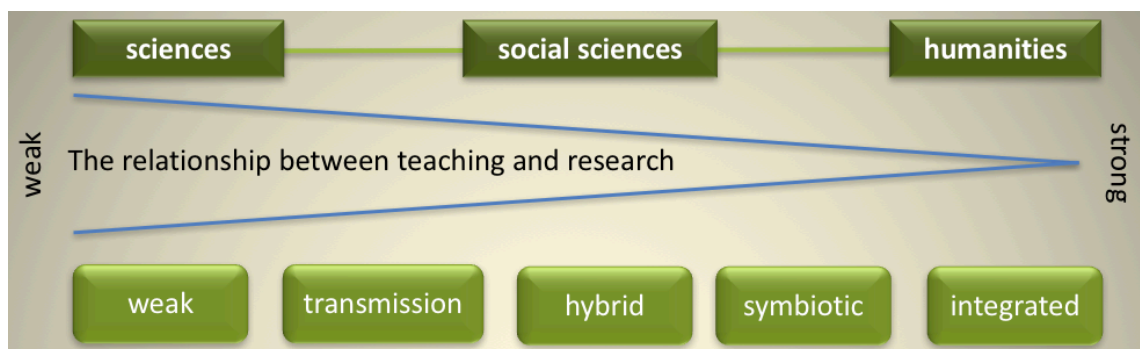 sciences
social sciences
humanities
weak
The relationship between teaching and research
strong
weak
transmission
hybrid
symbiotic
integrated